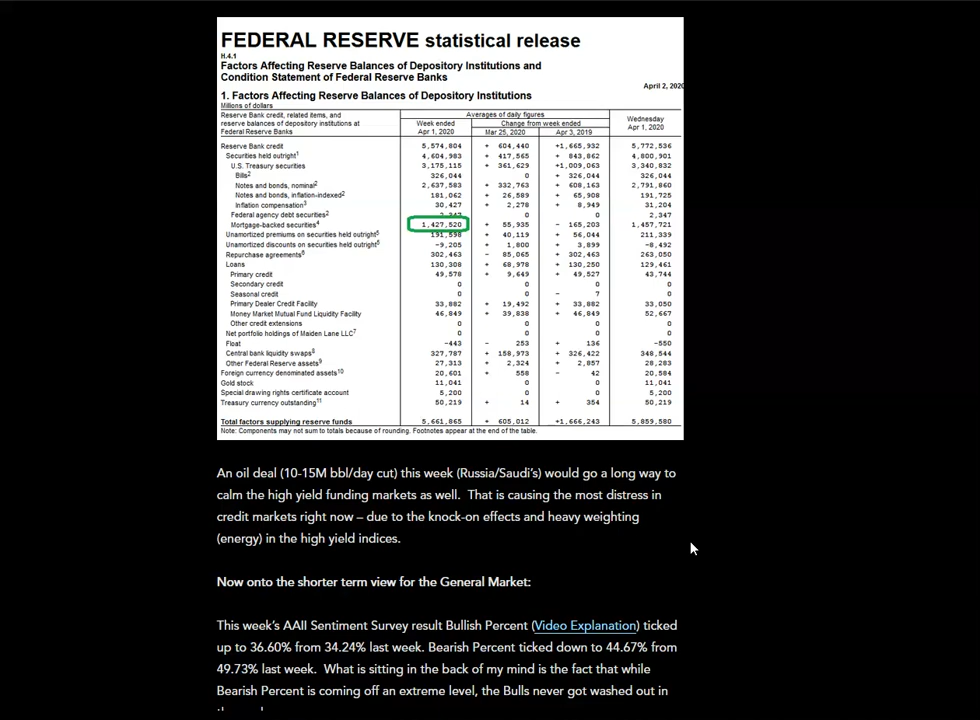 FEDERAL RESERVE statistical release
H.4.1
Factors Affecting Reserve Balances of Depository Institutions and
Condition Statement of Federal Reserve Banks
April 2, 2020
1. Factors Affecting Reserve Balances of Depository Institutions
Millions of dollars
Reserve Bank credit, related items, and reserve balances of depository institutions at Federal Reserve Banks
Averages of daily figures
Week ended Apr 1, 2020
Change from week ended
Mar 25, 2020 Apr 3, 2019
Wednesday Apr 1, 2020
Reserve Bank credit 5,574,804 + 604,440 +1,665,932 5,772,536
Securities held outright1 4,604,983 + 417,565 + 843,862 4,800,901
U.S. Treasury securities 3,175,115 + 361,629 +1,009,063 3,340,832
Bills2 326,044 0 + 326,044 326,044
Notes and bonds, nominal2 2,637,583 + 332,763 + 608,163 2,791,860
Notes and bonds, inflation-indexed2 181,062 + 26,589 + 65,908 191,725
Inflation compensation3 30,427 + 2,278 + 8,949 31,204
Federal agency debt securities2 2,347 0 0 2,347
Mortgage-backed securities4 1,427,520 + 55,935 - 165,203 1,457,721
Unamortized premiums on securities held outright5 191,598 + 40,119 + 56,044 211,339
Unamortized discounts on securities held outright5 -9,205 + 1,800 + 3,899 -8,492
Repurchase agreements6 302,463 - 85,065 + 302,463 263,050
Loans 130,308 + 68,978 + 130,250 129,461
Primary credit 49,578 + 9,649 + 49,527 43,744
Secondary credit 0 0 0 0
Seasonal credit 0 0 - 7 0
Primary Dealer Credit Facility 33,882 + 19,492 + 33,882 33,050
Money Market Mutual Fund Liquidity Facility 46,849 + 39,838 + 46,849 52,667
Other credit extensions 0 0 0 0
Net portfolio holdings of Maiden Lane LLC7 0 0 0 0
Float -443 - 253 + 136 -550
Central bank liquidity swaps8 327,787 + 158,973 + 326,422 348,544
Other Federal Reserve assets9 27,313 + 2,324 + 2,857 28,283
Foreign currency denominated assets10 20,601 + 558 - 42 20,584
Gold stock 11,041 0 0 11,041
Special drawing rights certificate account 5,200 0 0 5,200
Treasury currency outstanding11 50,219 + 14 + 354 50,219
Total factors supplying reserve funds 5,661,865 + 605,012 +1,666,243 5,859,580
Note: Components may not sum to totals because of rounding. Footnotes appear at the end of the table.
An oil deal (10-15M bbl/day cut) this week (Russia/Saudi's) would go a long way to
calm the high yield funding markets as well. That is causing the most distress in
credit markets right now – due to the knock-on effects and heavy weighting
(energy) in the high yield indices.
Now onto the shorter term view for the General Market:
This week's AAII Sentiment Survey result Bullish Percent (Video Explanation) ticked
up to 36.60% from 34.24% last week. Bearish Percent ticked down to 44.67% from
49.73% last week. What is sitting in the back of my mind is the fact that while
Bearish Percent is coming off an extreme level, the Bulls never got washed out in